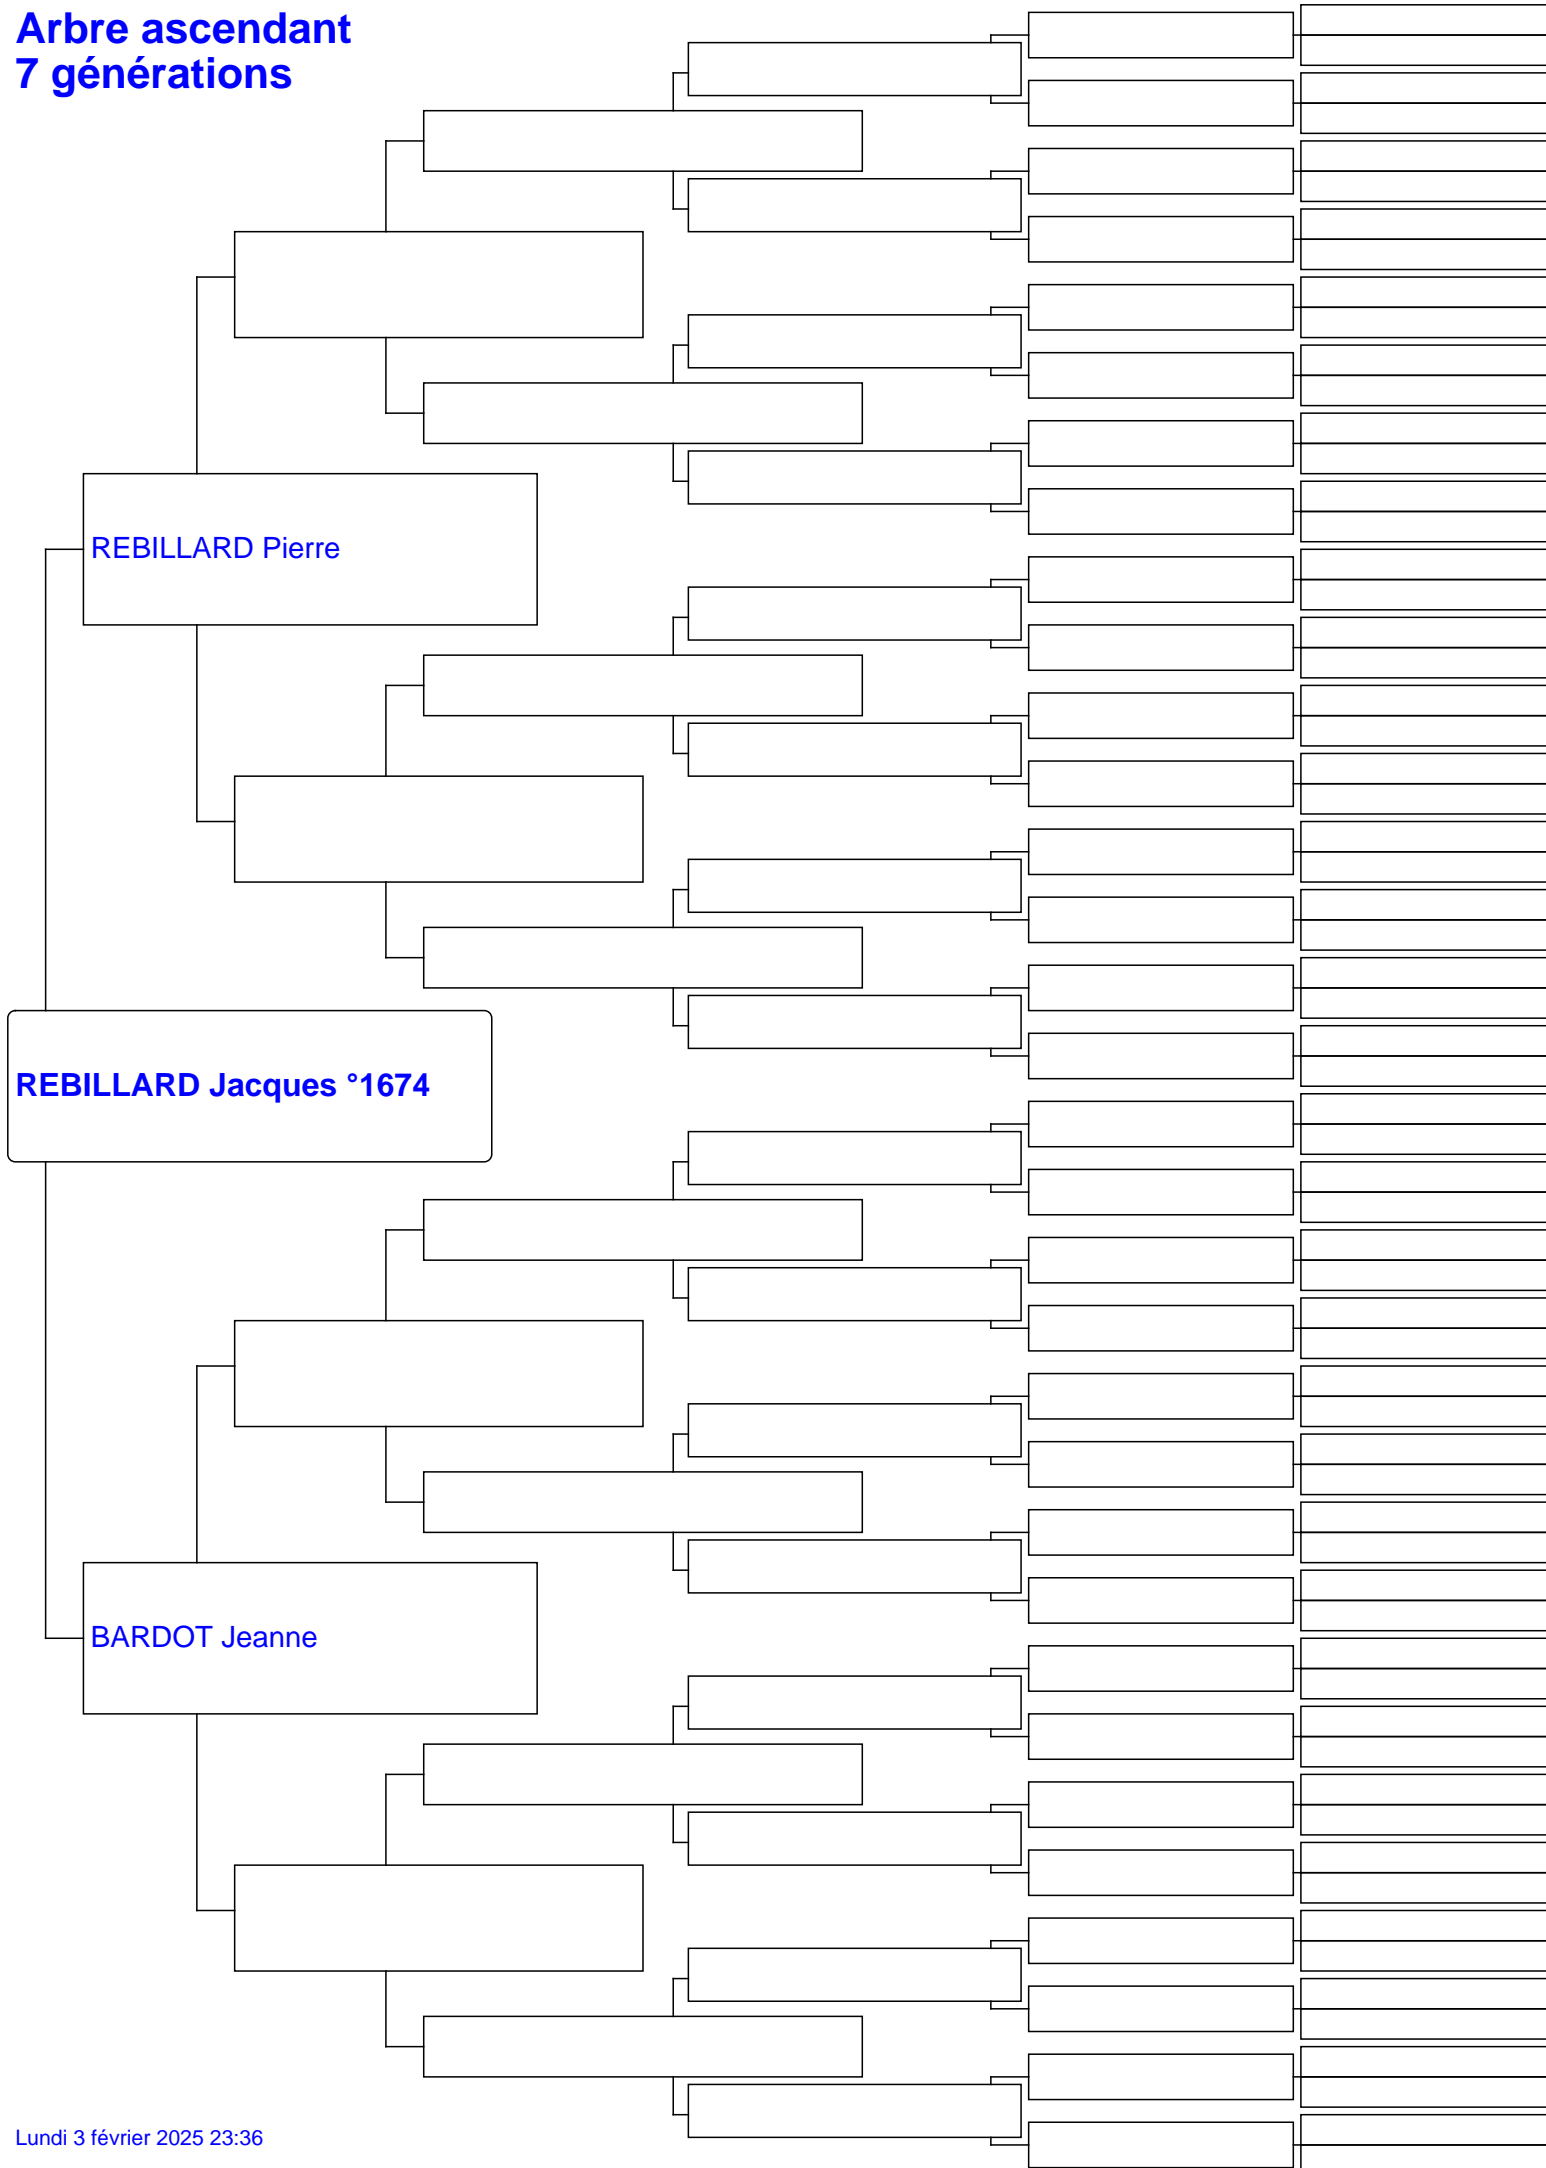 Arbre ascendant
7 générations
REBILLARD Pierre
REBILLARD Jacques °1674
BARDOT Jeanne
Lundi 3 février 2025 23:36